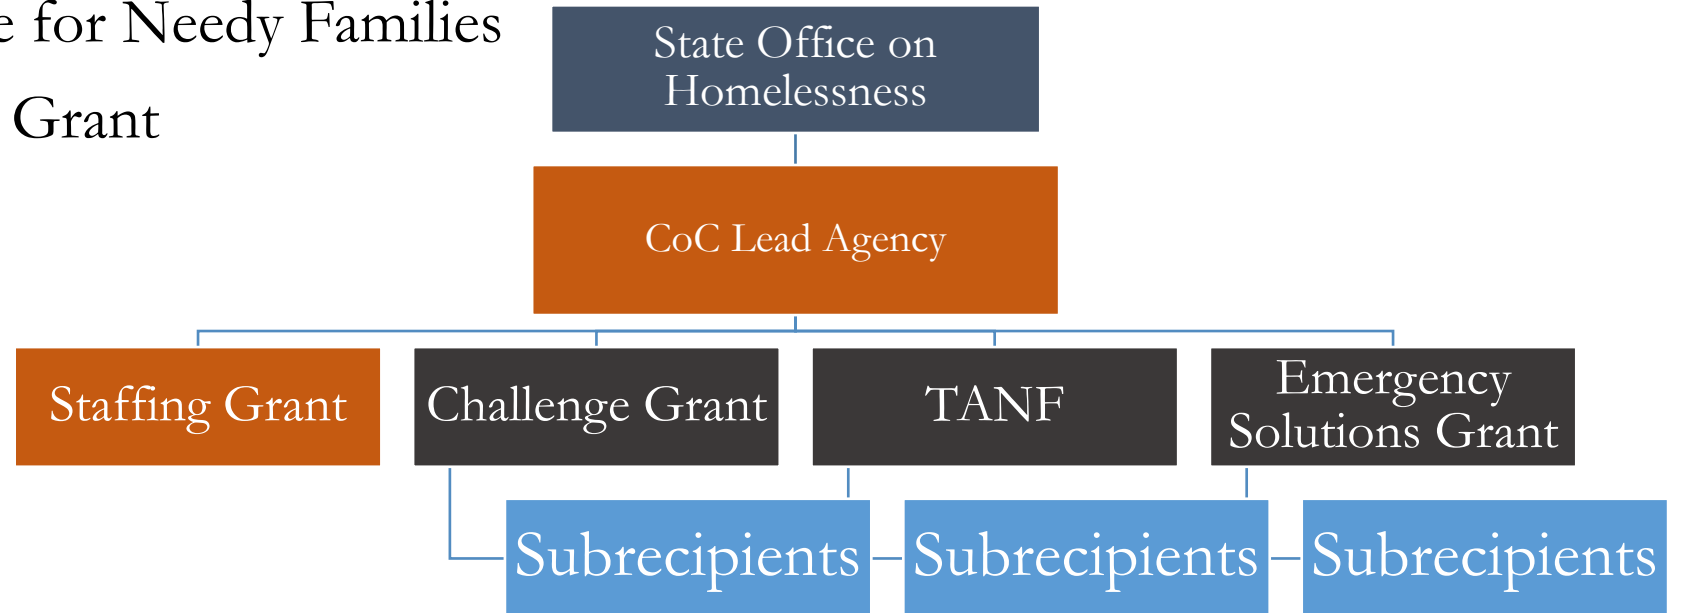 e for Needy Families
Grant
State Office on
Homelessness
CoC Lead Agency
Staffing Grant
Challenge Grant
TANF
Emergency
Solutions Grant
Subrecipients
Subrecipients
Subrecipients